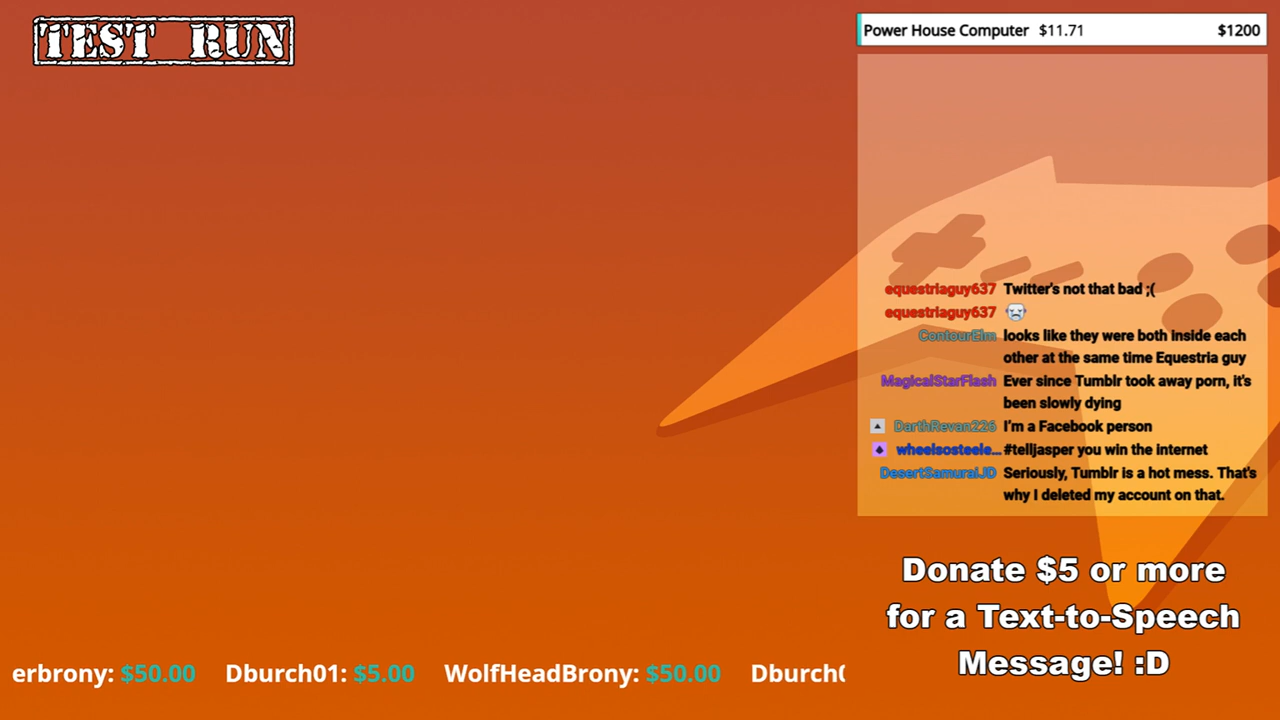 TEST RUN
Power House Computer $11.71 $1200
equestriaguy637 Twitter's not that bad ;(
equestriaguy637
ContourElm looks like they were both inside each
other at the same time Equestria guy
MagicalStarFlash Ever since Tumblr took away porn, it's
been slowly dying
DarthRevan226 I'm a Facebook person
wheelsosteele... #telljasper you win the internet
DesertSamuraiJD Seriously, Tumblr is a hot mess. That's
why I deleted my account on that.
Donate $5 or more
for a Text-to-Speech
Message! :D
erbrony: $50.00 Dburch01: $5.00 WolfHeadBrony: $50.00 Dburch0